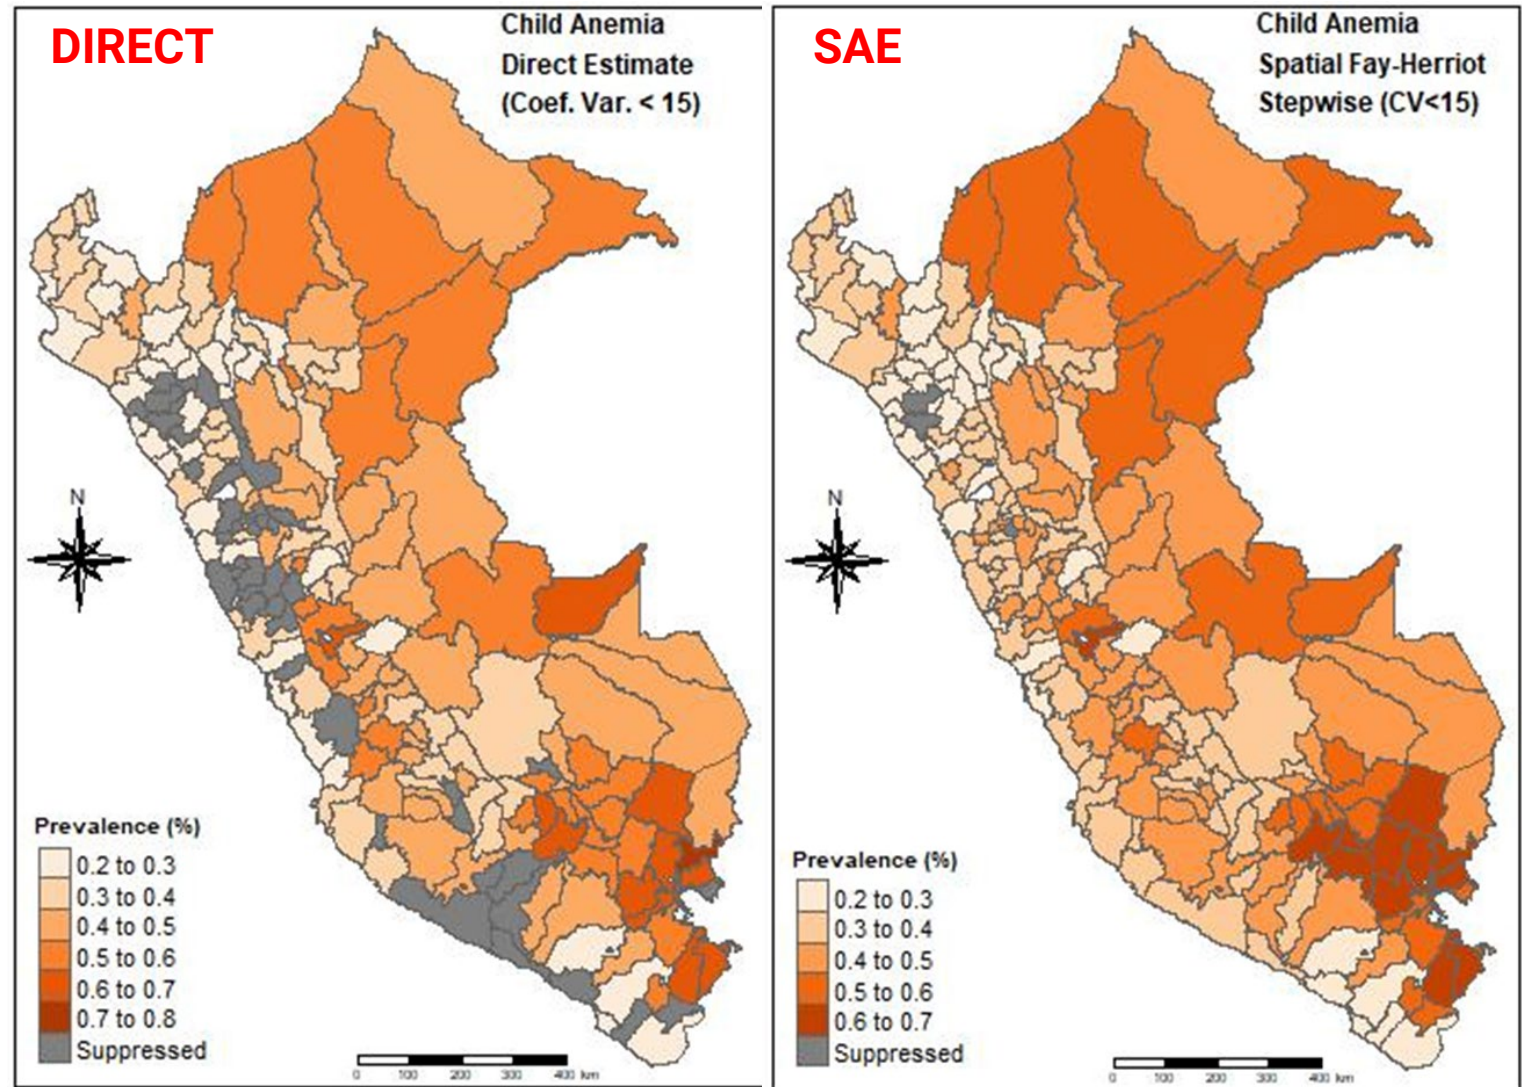 DIRECT
Child Anemia
Direct Estimate
(Coef. Var. < 15)
N
Prevalence (%)
0.2 to 0.3
0.3 to 0.4
0.4 to 0.5
0.5 to 0.6
0.6 to 0.7
0.7 to 0.8
Suppressed
0 100 200 300 400 km
SAE
Child Anemia
Spatial Fay-Herriot
Stepwise (CV<15)
N
Prevalence (%)
0.2 to 0.3
0.3 to 0.4
0.4 to 0.5
0.5 to 0.6
0.6 to 0.7
Suppressed
0 100 200 300 400 km